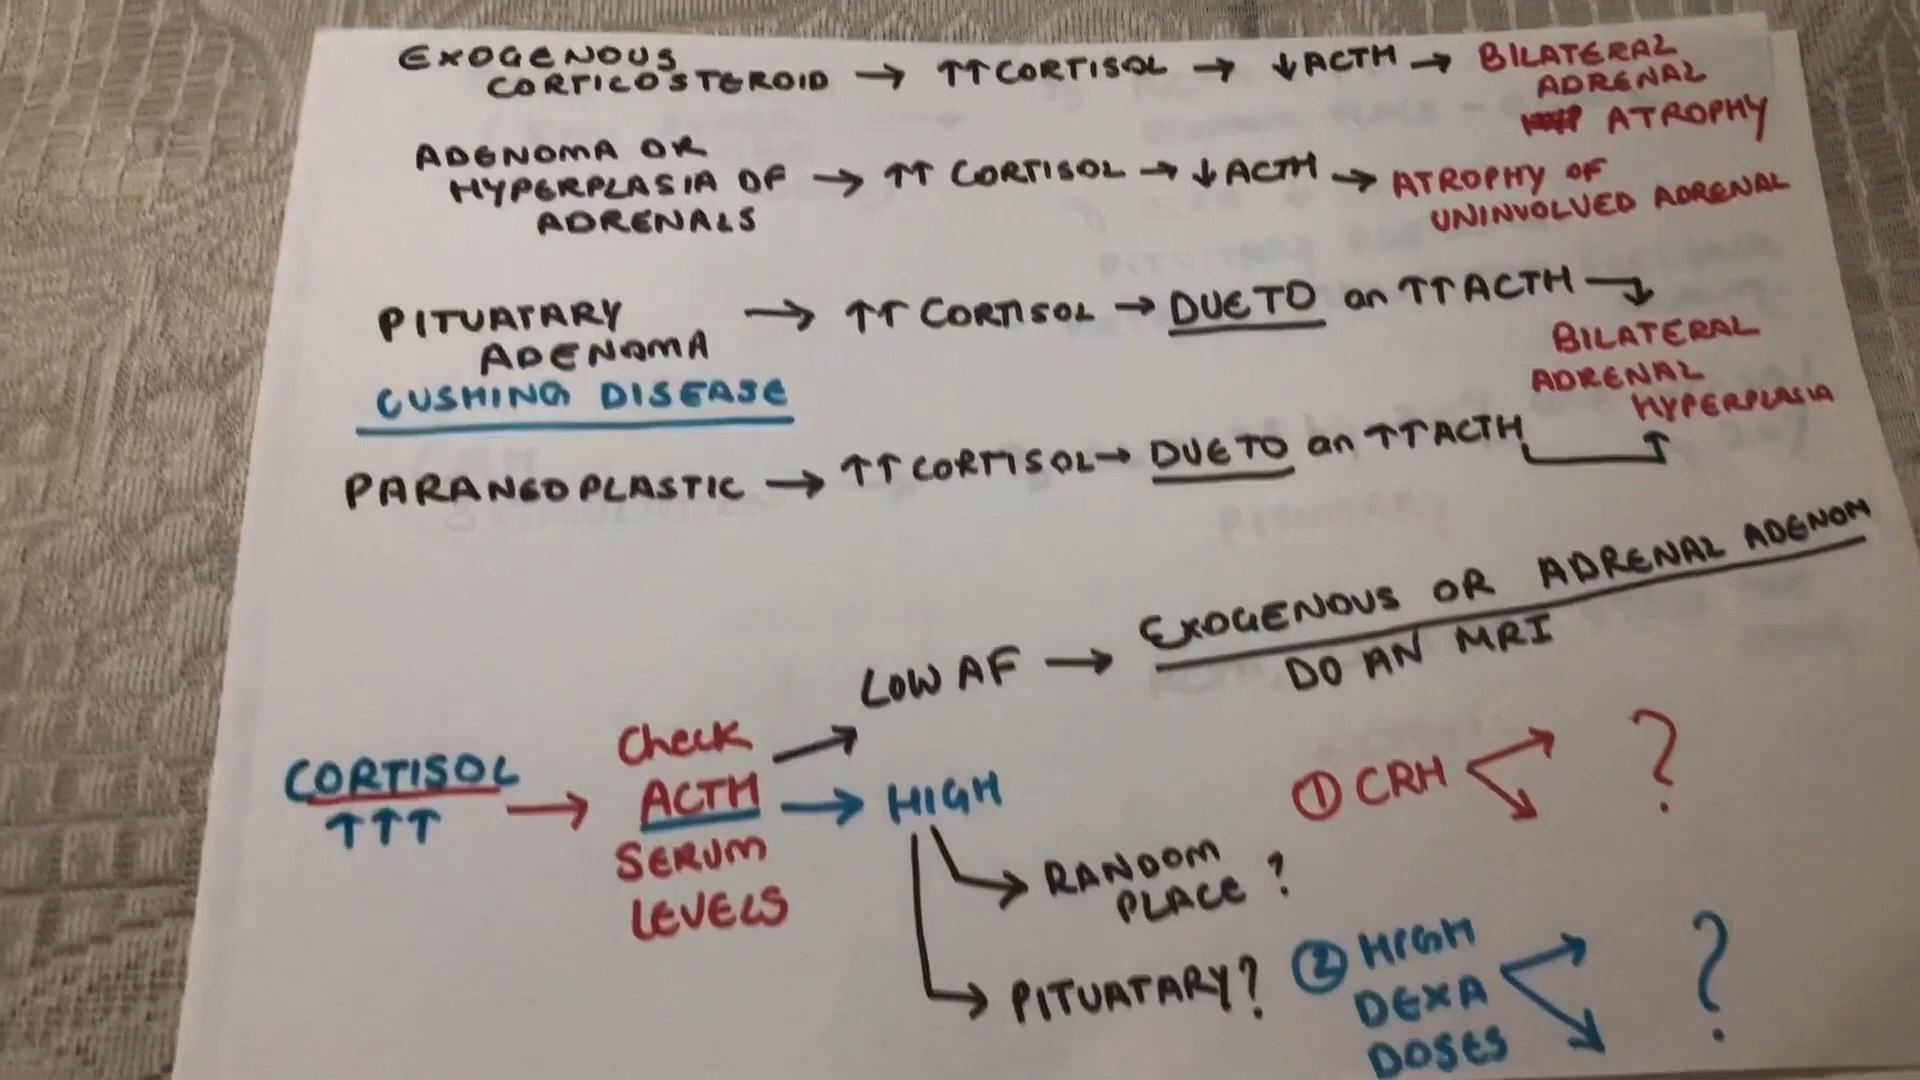 EXOGENOUS
CORTICOSTEROID → ↑↑ CORTISOL → ↓ ACTH → BILATERAL
ADRENAL
ATROPHY
ADENOMA OR
HYPERPLASIA OF → ↑↑ CORTISOL → ↓ ACTH → ATROPHY OF
ADRENALS
UNINVOLVED ADRENAL
PITUATARY → ↑↑ CORTISOL → DUE TO an ↑↑ ACTH →
ADENOMA
CUSHING DISEASE
BILATERAL
ADRENAL
HYPERPLASIA
PARANEOPLASTIC → ↑↑ CORTISOL → DUE TO an ↑↑ ACTH
LOW AF → EXOGENOUS OR ADRENAL ADENOM
DO AN MRI
CORTISOL
↑↑↑
→ Check
ACTH
SERUM
LEVELS
→ HIGH
RANDOM
PLACE ?
PITUATARY?
① CRH ?
② HIGH
DEXA
DOSES
?